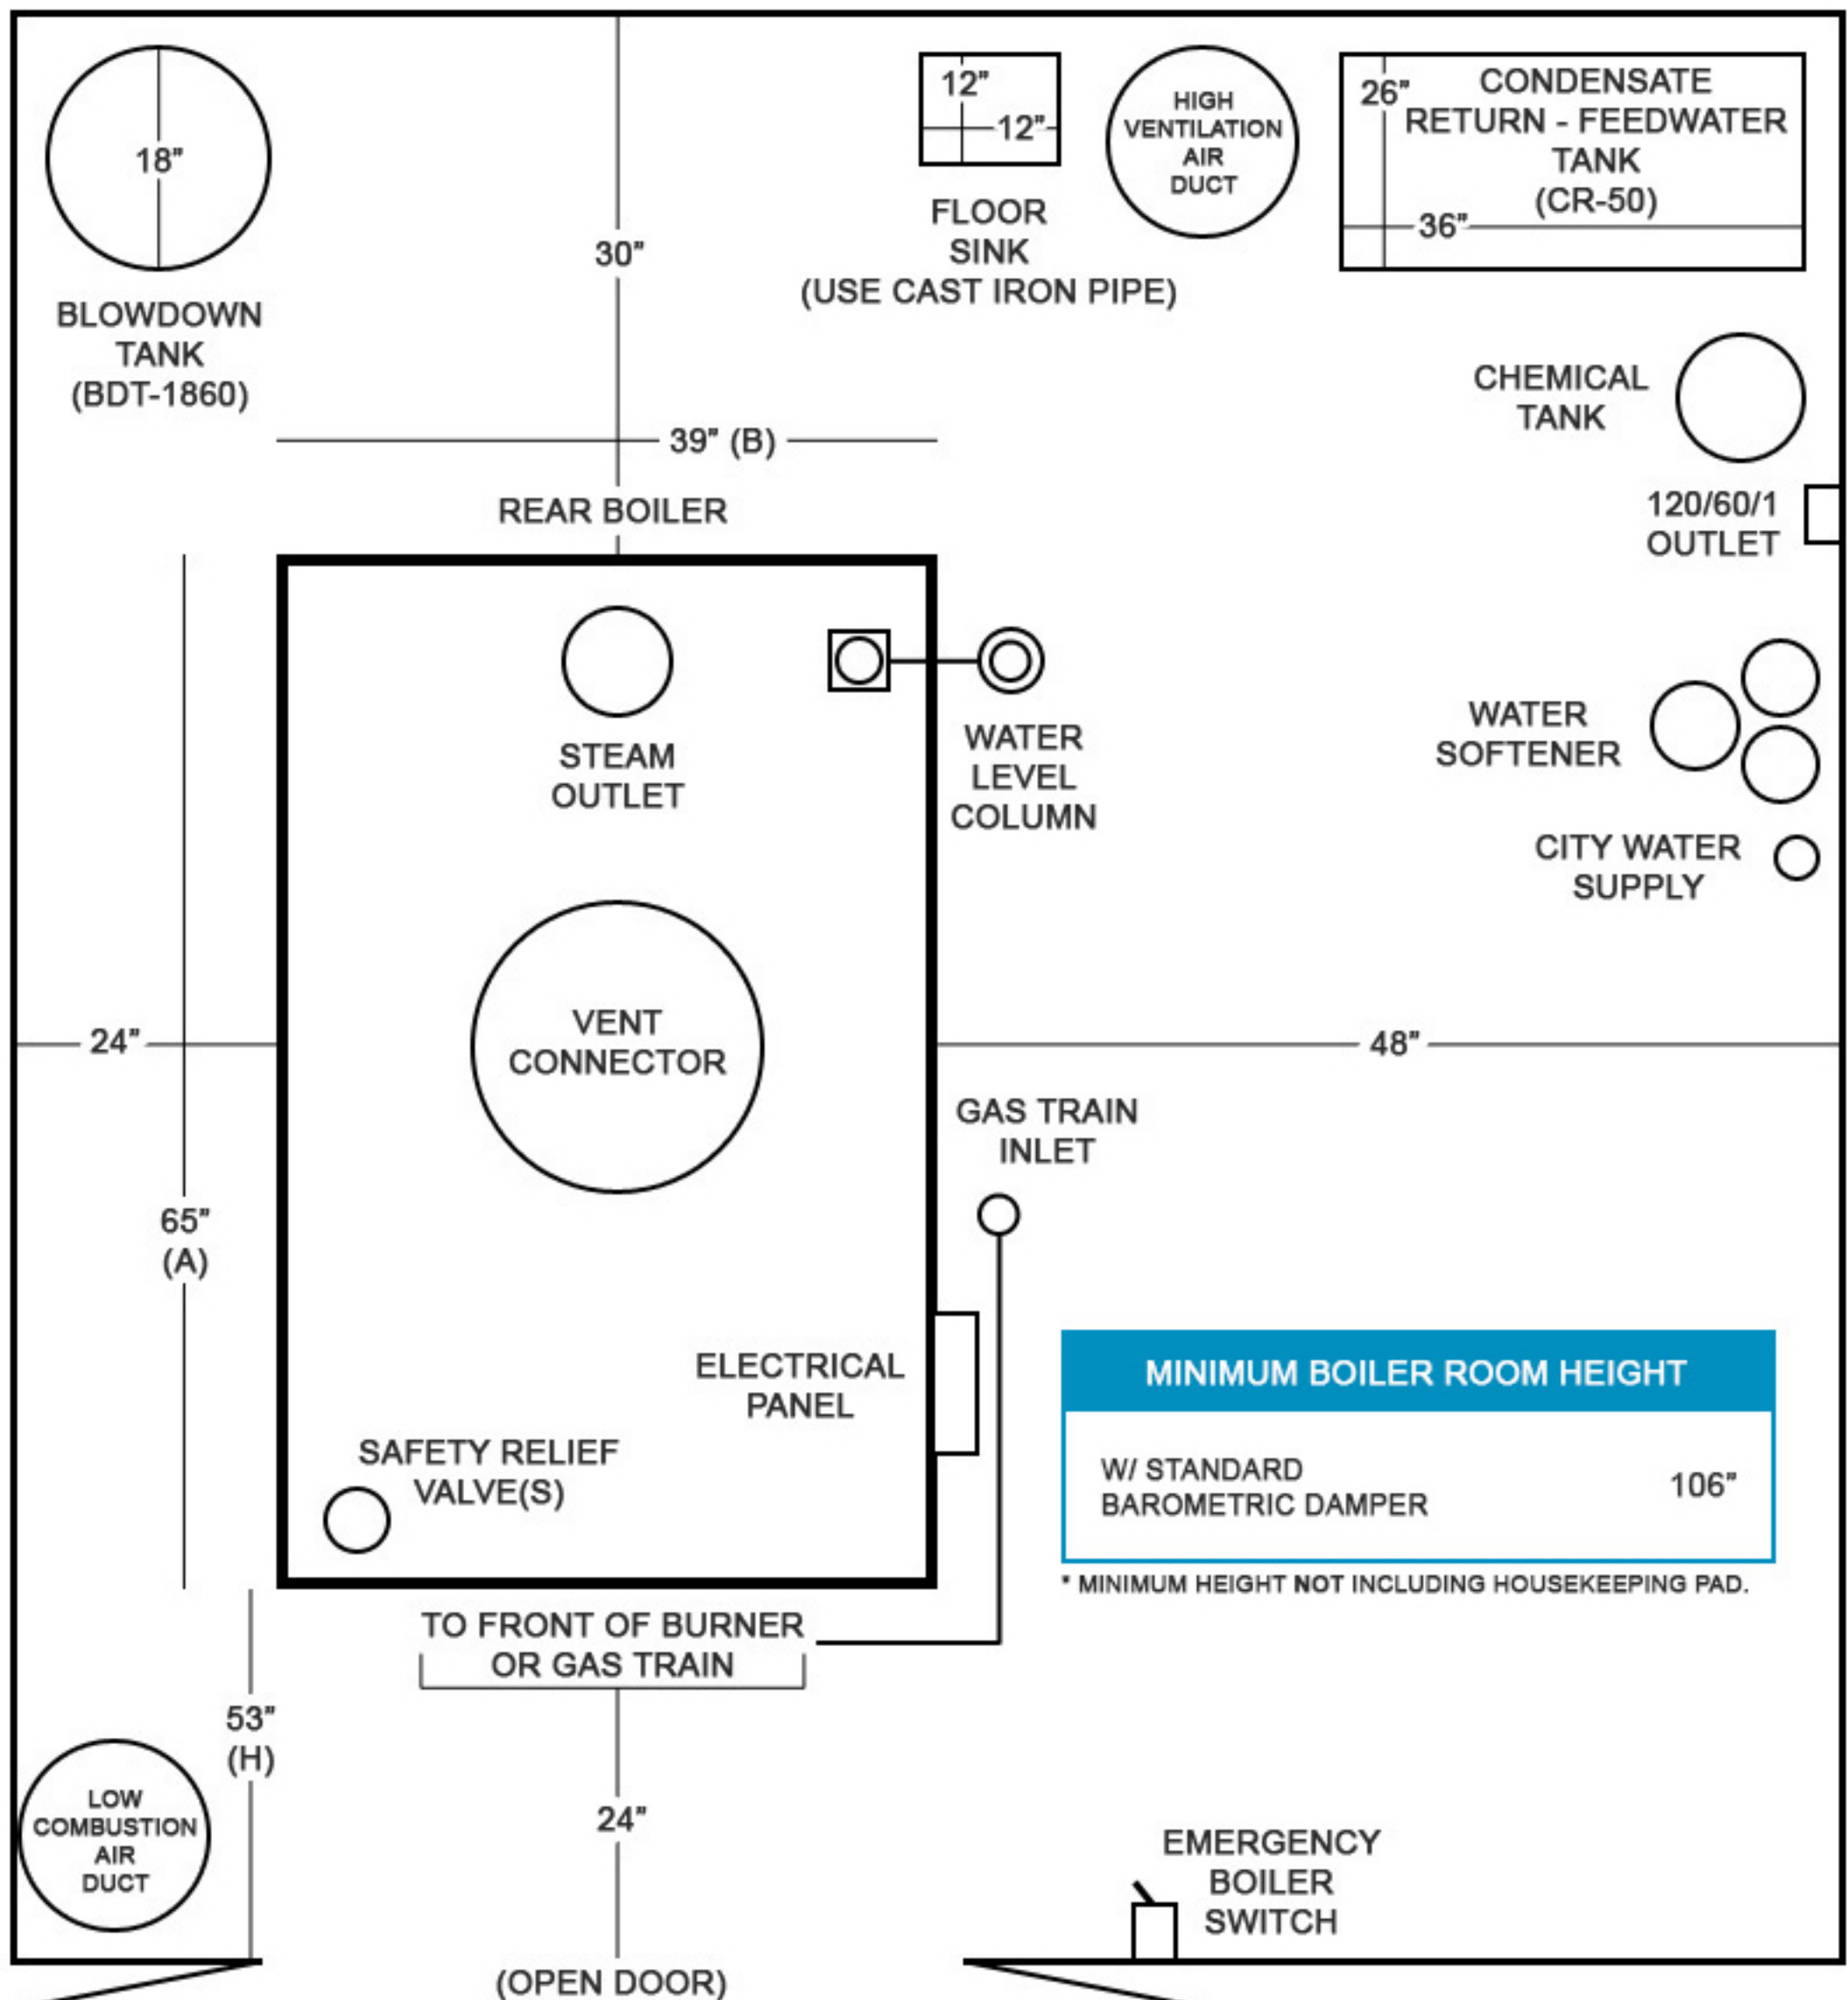 18”
BLOWDOWN
TANK
(BDT-1860)
30”
12”
12”
FLOOR
SINK
(USE CAST IRON PIPE)
HIGH
VENTILATION
AIR
DUCT
26”
CONDENSATE
RETURN - FEEDWATER
TANK
(CR-50)
36”
CHEMICAL
TANK
39” (B)
REAR BOILER
120/60/1
OUTLET
STEAM
OUTLET
WATER
LEVEL
COLUMN
WATER
SOFTENER
CITY WATER
SUPPLY
VENT
CONNECTOR
24”
48”
GAS TRAIN
INLET
65”
(A)
ELECTRICAL
PANEL
MINIMUM BOILER ROOM HEIGHT
W/ STANDARD
BAROMETRIC DAMPER
106”
* MINIMUM HEIGHT NOT INCLUDING HOUSEKEEPING PAD.
SAFETY RELIEF
VALVE(S)
TO FRONT OF BURNER
OR GAS TRAIN
53”
(H)
LOW
COMBUSTION
AIR
DUCT
24”
EMERGENCY
BOILER
SWITCH
(OPEN DOOR)